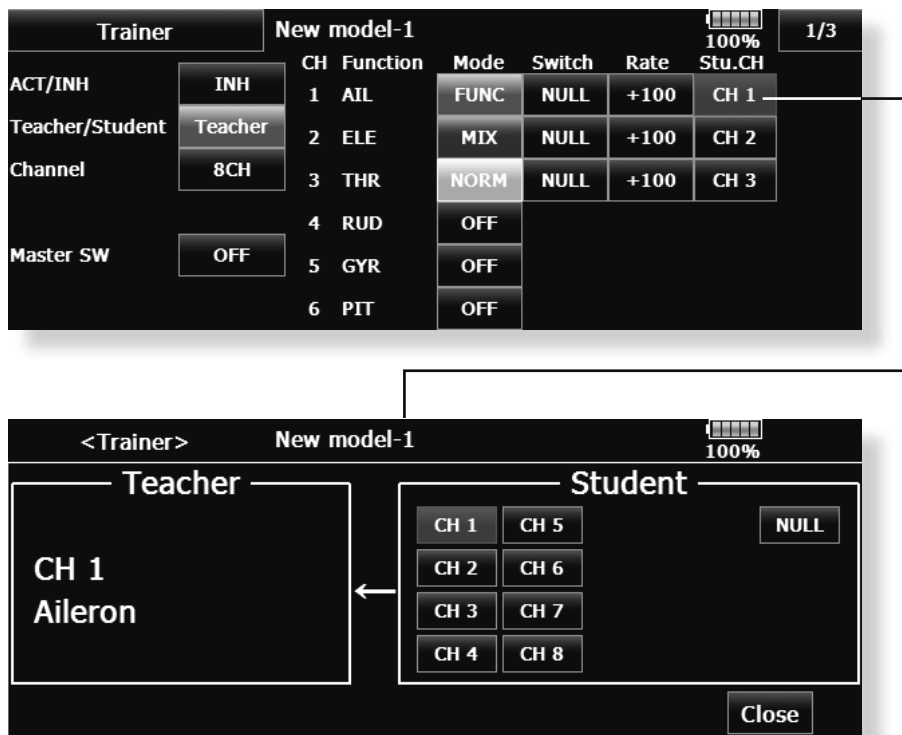 Trainer New model-1 100% 1/3
CH Function Mode Switch Rate Stu.CH
ACT/INH INH 1 AIL FUNC NULL +100 CH 1
Teacher/Student Teacher 2 ELE MIX NULL +100 CH 2
Channel 8CH 3 THR NORM NULL +100 CH 3
4 RUD OFF
Master SW OFF 5 GYR OFF
6 PIT OFF
<Trainer> New model-1 100%
Teacher
CH 1
Aileron
←
Student
CH 1 CH 5 NULL
CH 2 CH 6
CH 3 CH 7
CH 4 CH 8
Close